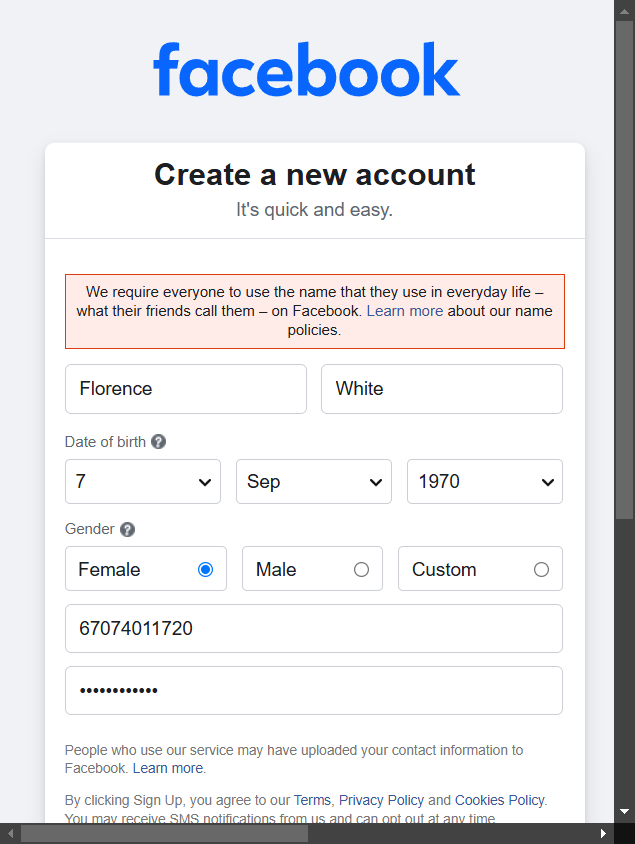 facebook
Create a new account
It's quick and easy.
We require everyone to use the name that they use in everyday life –
what their friends call them – on Facebook. Learn more about our name
policies.
Florence White
Date of birth ?
7 Sep 1970
Gender ?
Female Male Custom
67074011720
••••••••••••
People who use our service may have uploaded your contact information to
Facebook. Learn more.
By clicking Sign Up, you agree to our Terms, Privacy Policy and Cookies Policy.
You may receive SMS notifications from us and can opt out at any time